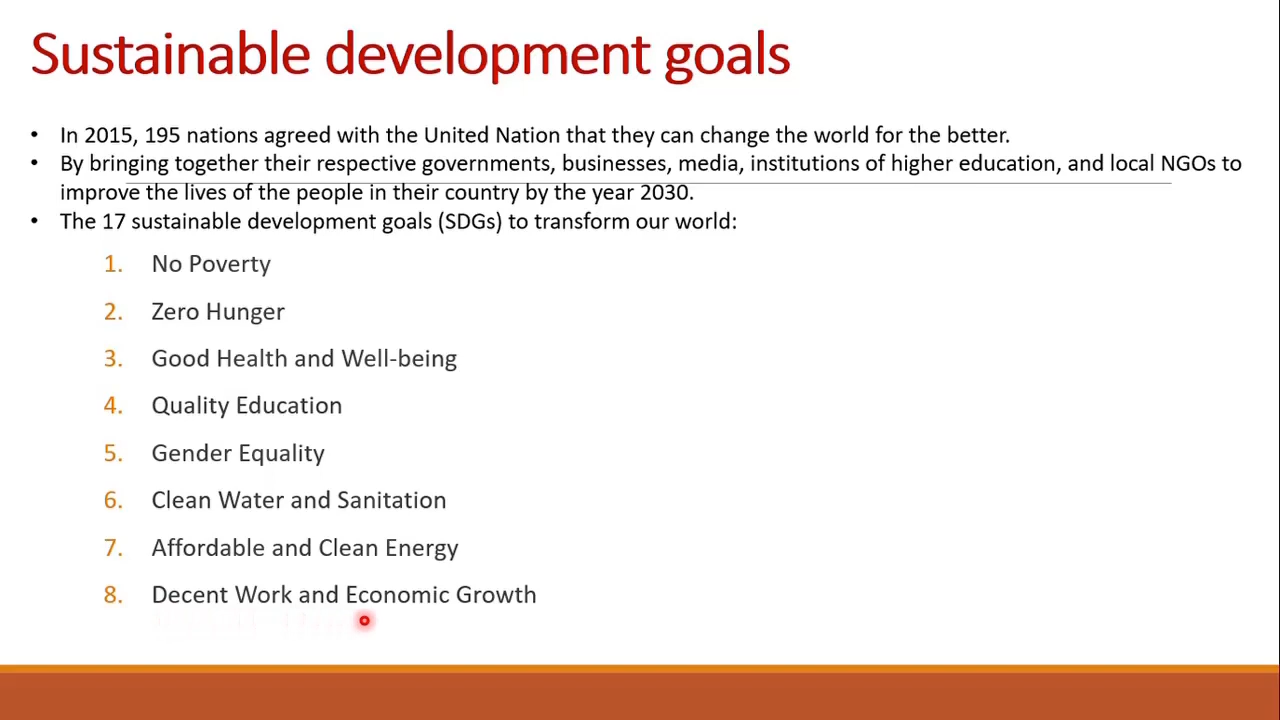 Sustainable development goals
• In 2015, 195 nations agreed with the United Nation that they can change the world for the better.
• By bringing together their respective governments, businesses, media, institutions of higher education, and local NGOs to
improve the lives of the people in their country by the year 2030.
• The 17 sustainable development goals (SDGs) to transform our world:
1. No Poverty
2. Zero Hunger
3. Good Health and Well-being
4. Quality Education
5. Gender Equality
6. Clean Water and Sanitation
7. Affordable and Clean Energy
8. Decent Work and Economic Growth